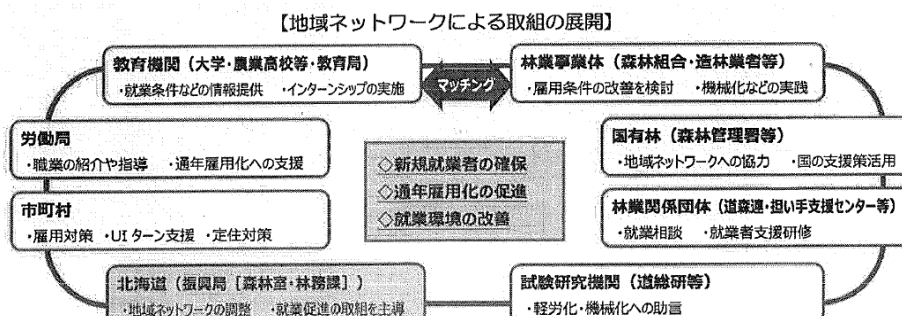 【地域ネットワークによる取組の展開】
教育機関（大学・農業高校等・教育局）
・就業条件などの情報提供 ・インターンシップの実施
マッチング
林業事業体（森林組合・造林業者等）
・雇用条件の改善を検討 ・機械化などの実践
労働局
・職業の紹介や指導 ・通年雇用化への支援
国有林（森林管理署等）
・地域ネットワークへの協力 ・国の支援策活用
◇新規就業者の確保
◇通年雇用化の促進
◇就業環境の改善
市町村
・雇用対策 ・UIターン支援 ・定住対策
林業関係団体（道森連・担い手支援センター等）
・就業相談 ・就業者支援研修
北海道（振興局［森林室・林務課］）
・地域ネットワークの調整 ・就業促進の取組を主導
試験研究機関（道総研等）
・軽労化・機械化への助言